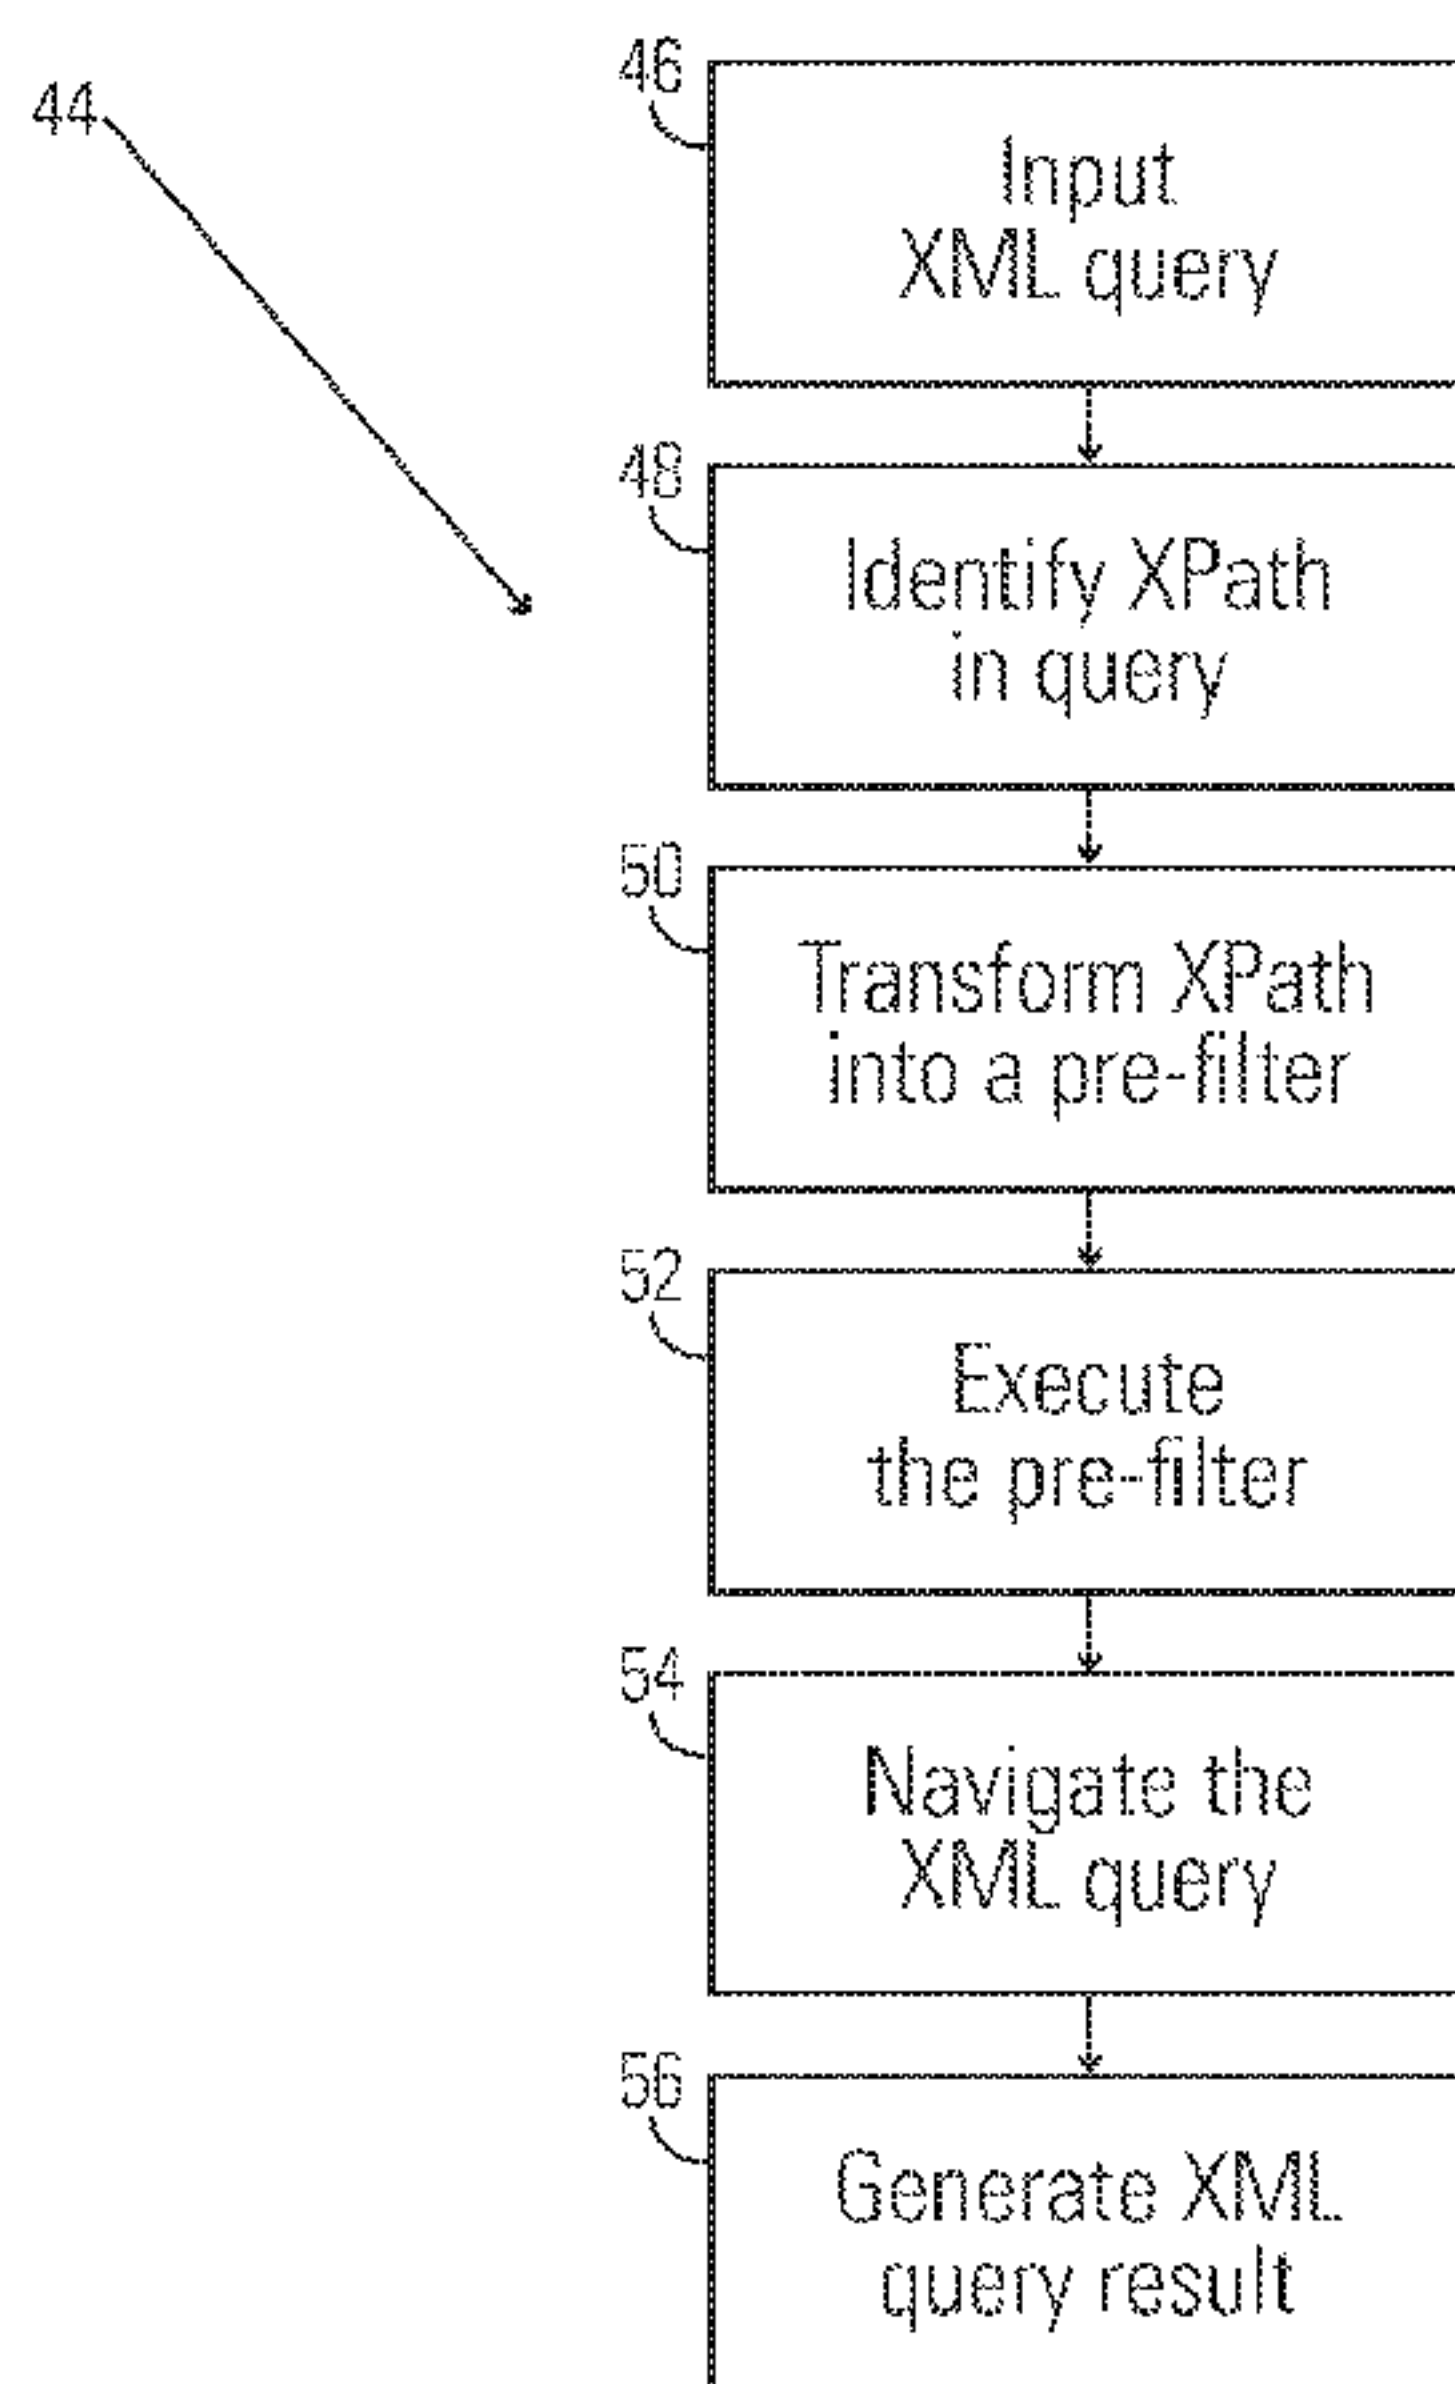 44
46
Input
XML query
48
Identify XPath
in query
50
Transform XPath
into a pre-filter
52
Execute
the pre-filter
54
Navigate the
XML query
56
Generate XML
query result